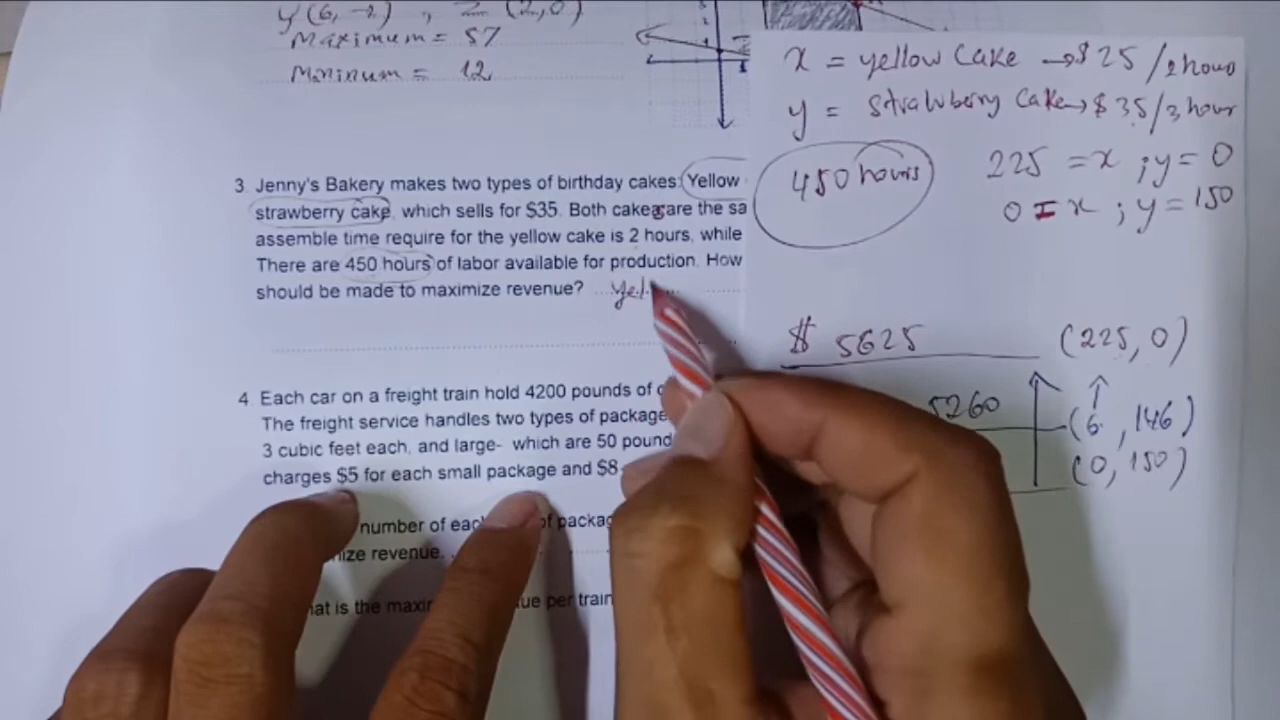 y(6, -2) , Z (2,0)
Maximum = 57
Minimum = 12
x = yellow Cake → $25 /2 hours
y = Strawberry Cake → $35/3 hour
450 hours
225 = x ; y = 0
0 = x ; y = 150
3. Jenny's Bakery makes two types of birthday cakes: Yellow
strawberry cake, which sells for $35. Both cakes are the sa
assemble time require for the yellow cake is 2 hours, while
There are 450 hours of labor available for production. How
should be made to maximize revenue? Yel
$ 5625 (225, 0)
5260 (6, 146)
(0, 150)
4. Each car on a freight train hold 4200 pounds of
The freight service handles two types of package
3 cubic feet each, and large- which are 50 pound
charges $5 for each small package and $8
number of each of packag
mize revenue.
hat is the maxim ue per train